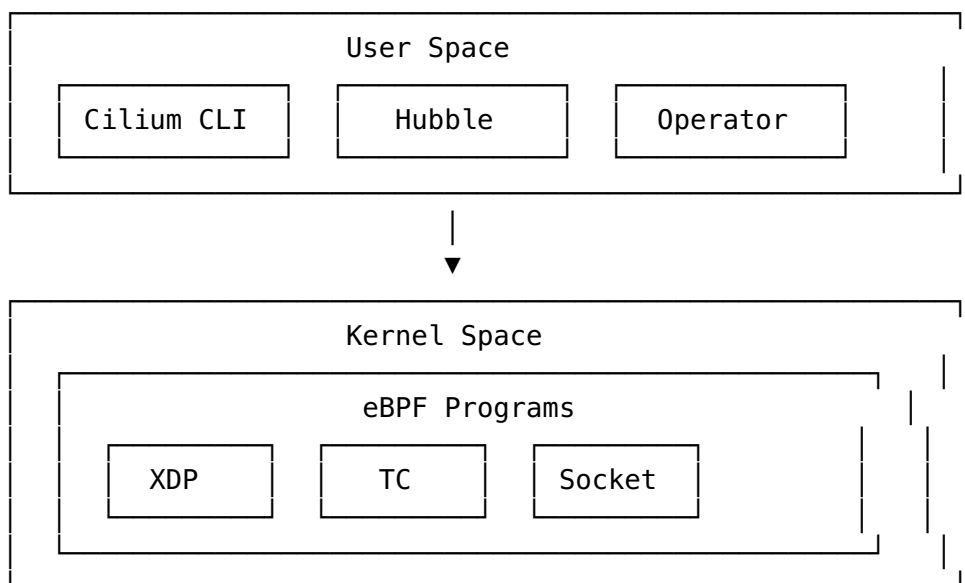 User Space
Cilium CLI Hubble Operator
Kernel Space
eBPF Programs
XDP TC Socket